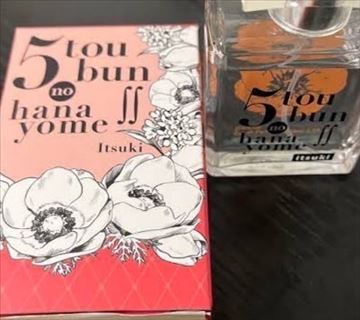 5 tou
bun
no
hana
yome ∬
Itsuki
5 tou
bun
no
hana
yome ∬
Itsuki